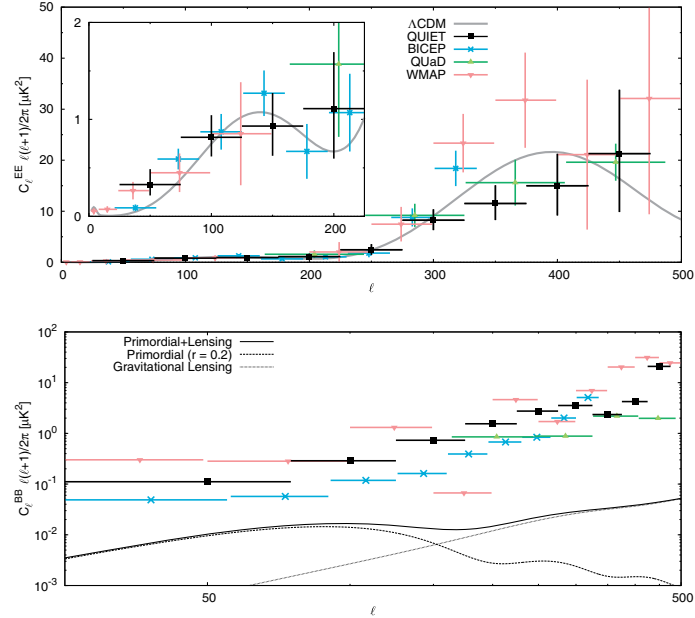 50
40
30
20
10
0
C_ℓ^EE ℓ(ℓ+1)/2π [μK²]
2
1
0
0 100 200
ΛCDM
QUIET
BICEP
QUaD
WMAP
0 100 200 300 400 500
ℓ
10²
10¹
10⁰
10⁻¹
10⁻²
10⁻³
C_ℓ^BB ℓ(ℓ+1)/2π [μK²]
Primordial+Lensing
Primordial (r = 0.2)
Gravitational Lensing
50 500
ℓ